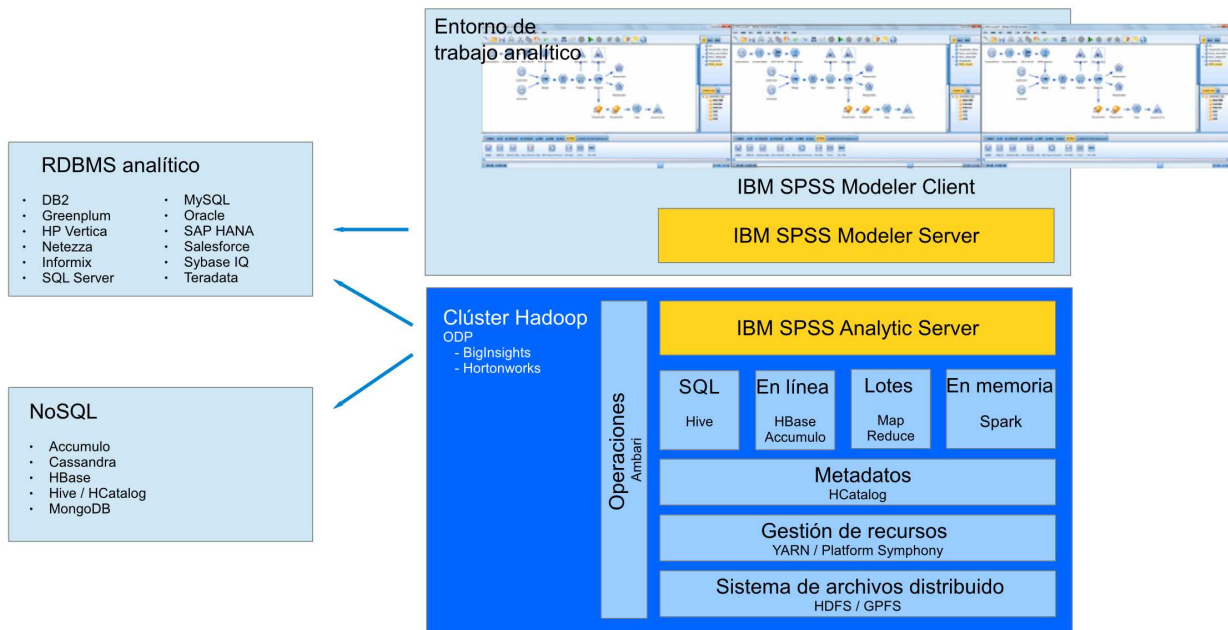 Entorno de
trabajo analítico
IBM SPSS Modeler Client
IBM SPSS Modeler Server
RDBMS analítico
• DB2
• Greenplum
• HP Vertica
• Netezza
• Informix
• SQL Server
• MySQL
• Oracle
• SAP HANA
• Salesforce
• Sybase IQ
• Teradata
NoSQL
• Accumulo
• Cassandra
• HBase
• Hive / HCatalog
• MongoDB
Clúster Hadoop
ODP
- BigInsights
- Hortonworks
Operaciones
Ambari
IBM SPSS Analytic Server
SQL
Hive
En línea
HBase
Accumulo
Lotes
Map
Reduce
En memoria
Spark
Metadatos
HCatalog
Gestión de recursos
YARN / Platform Symphony
Sistema de archivos distribuido
HDFS / GPFS